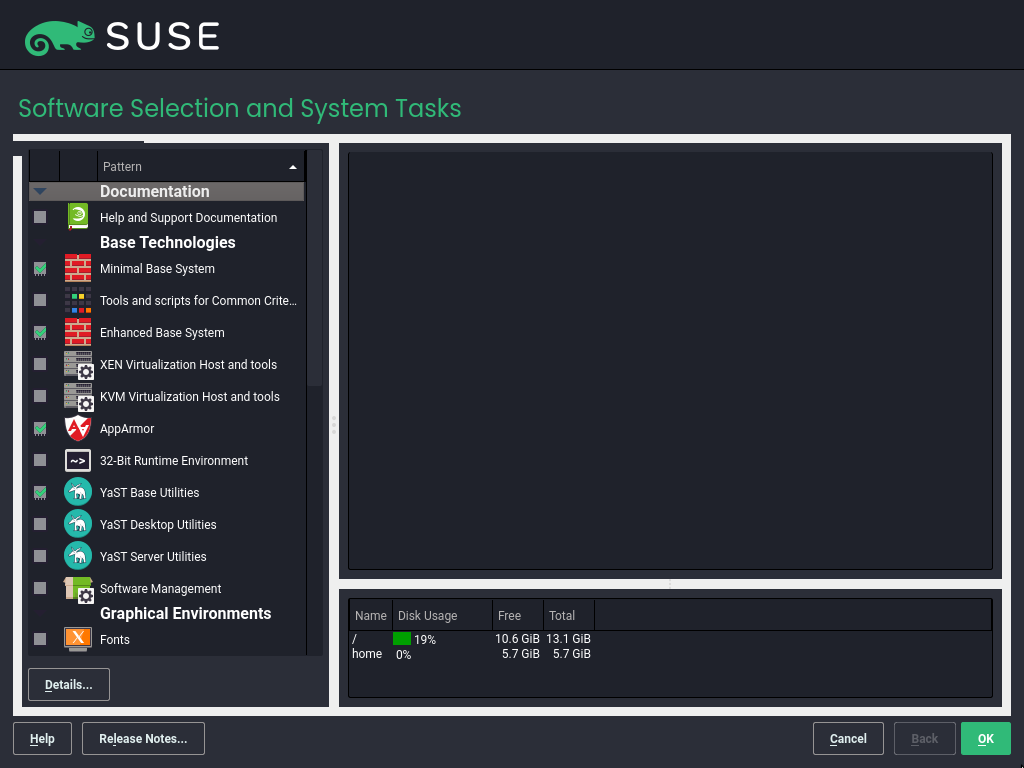 SUSE
Software Selection and System Tasks
Pattern
Documentation
Help and Support Documentation
Base Technologies
Minimal Base System
Tools and scripts for Common Crite...
Enhanced Base System
XEN Virtualization Host and tools
KVM Virtualization Host and tools
AppArmor
~>
32-Bit Runtime Environment
YaST Base Utilities
YaST Desktop Utilities
YaST Server Utilities
Software Management
Graphical Environments
X
Fonts
Name Disk Usage Free Total
/ 19% 10.6 GiB 13.1 GiB
home 0% 5.7 GiB 5.7 GiB
Details...
Help Release Notes... Cancel Back OK